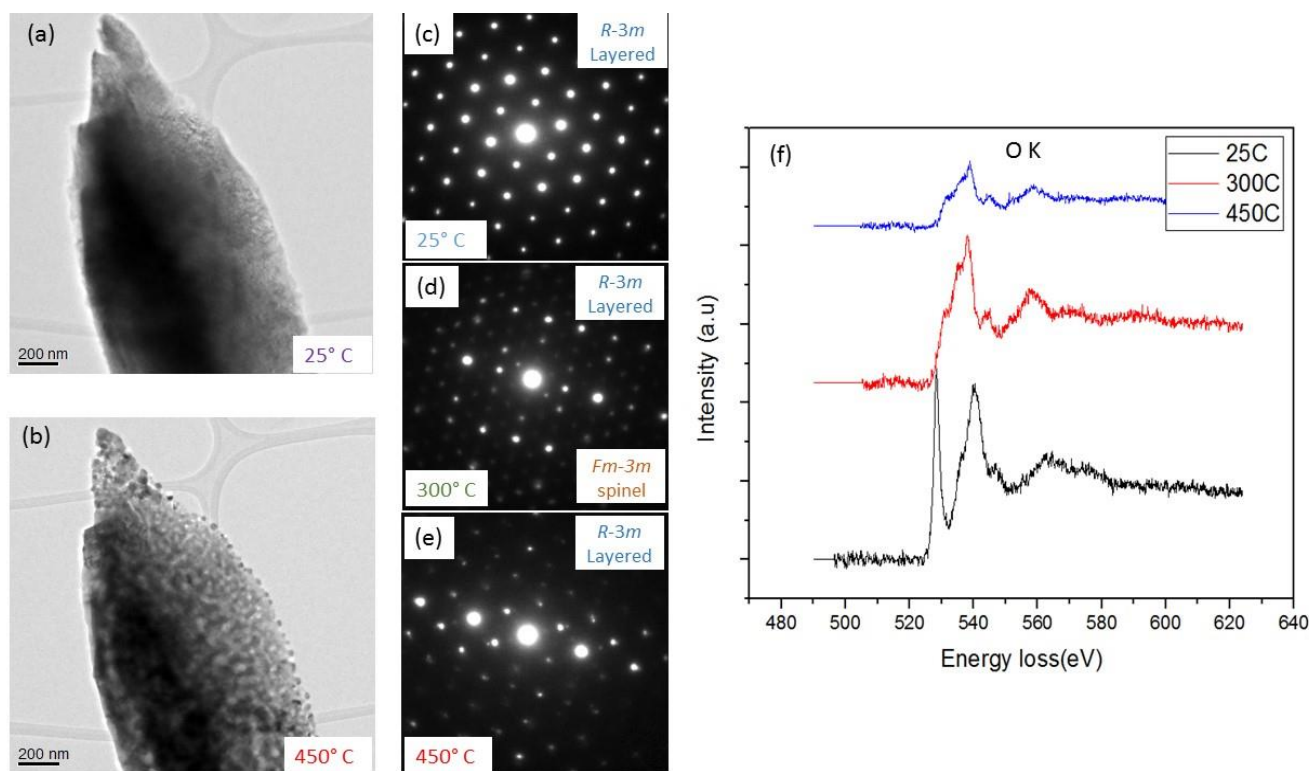 (a)
200 nm
25° C
(b)
200 nm
450° C
(c)
R-3m
Layered
25° C
(d)
R-3m
Layered
300° C
Fm-3m
spinel
(e)
R-3m
Layered
450° C
(f)
O K
25C
300C
450C
Intensity (a.u)
480 500 520 540 560 580 600 620 640
Energy loss(eV)